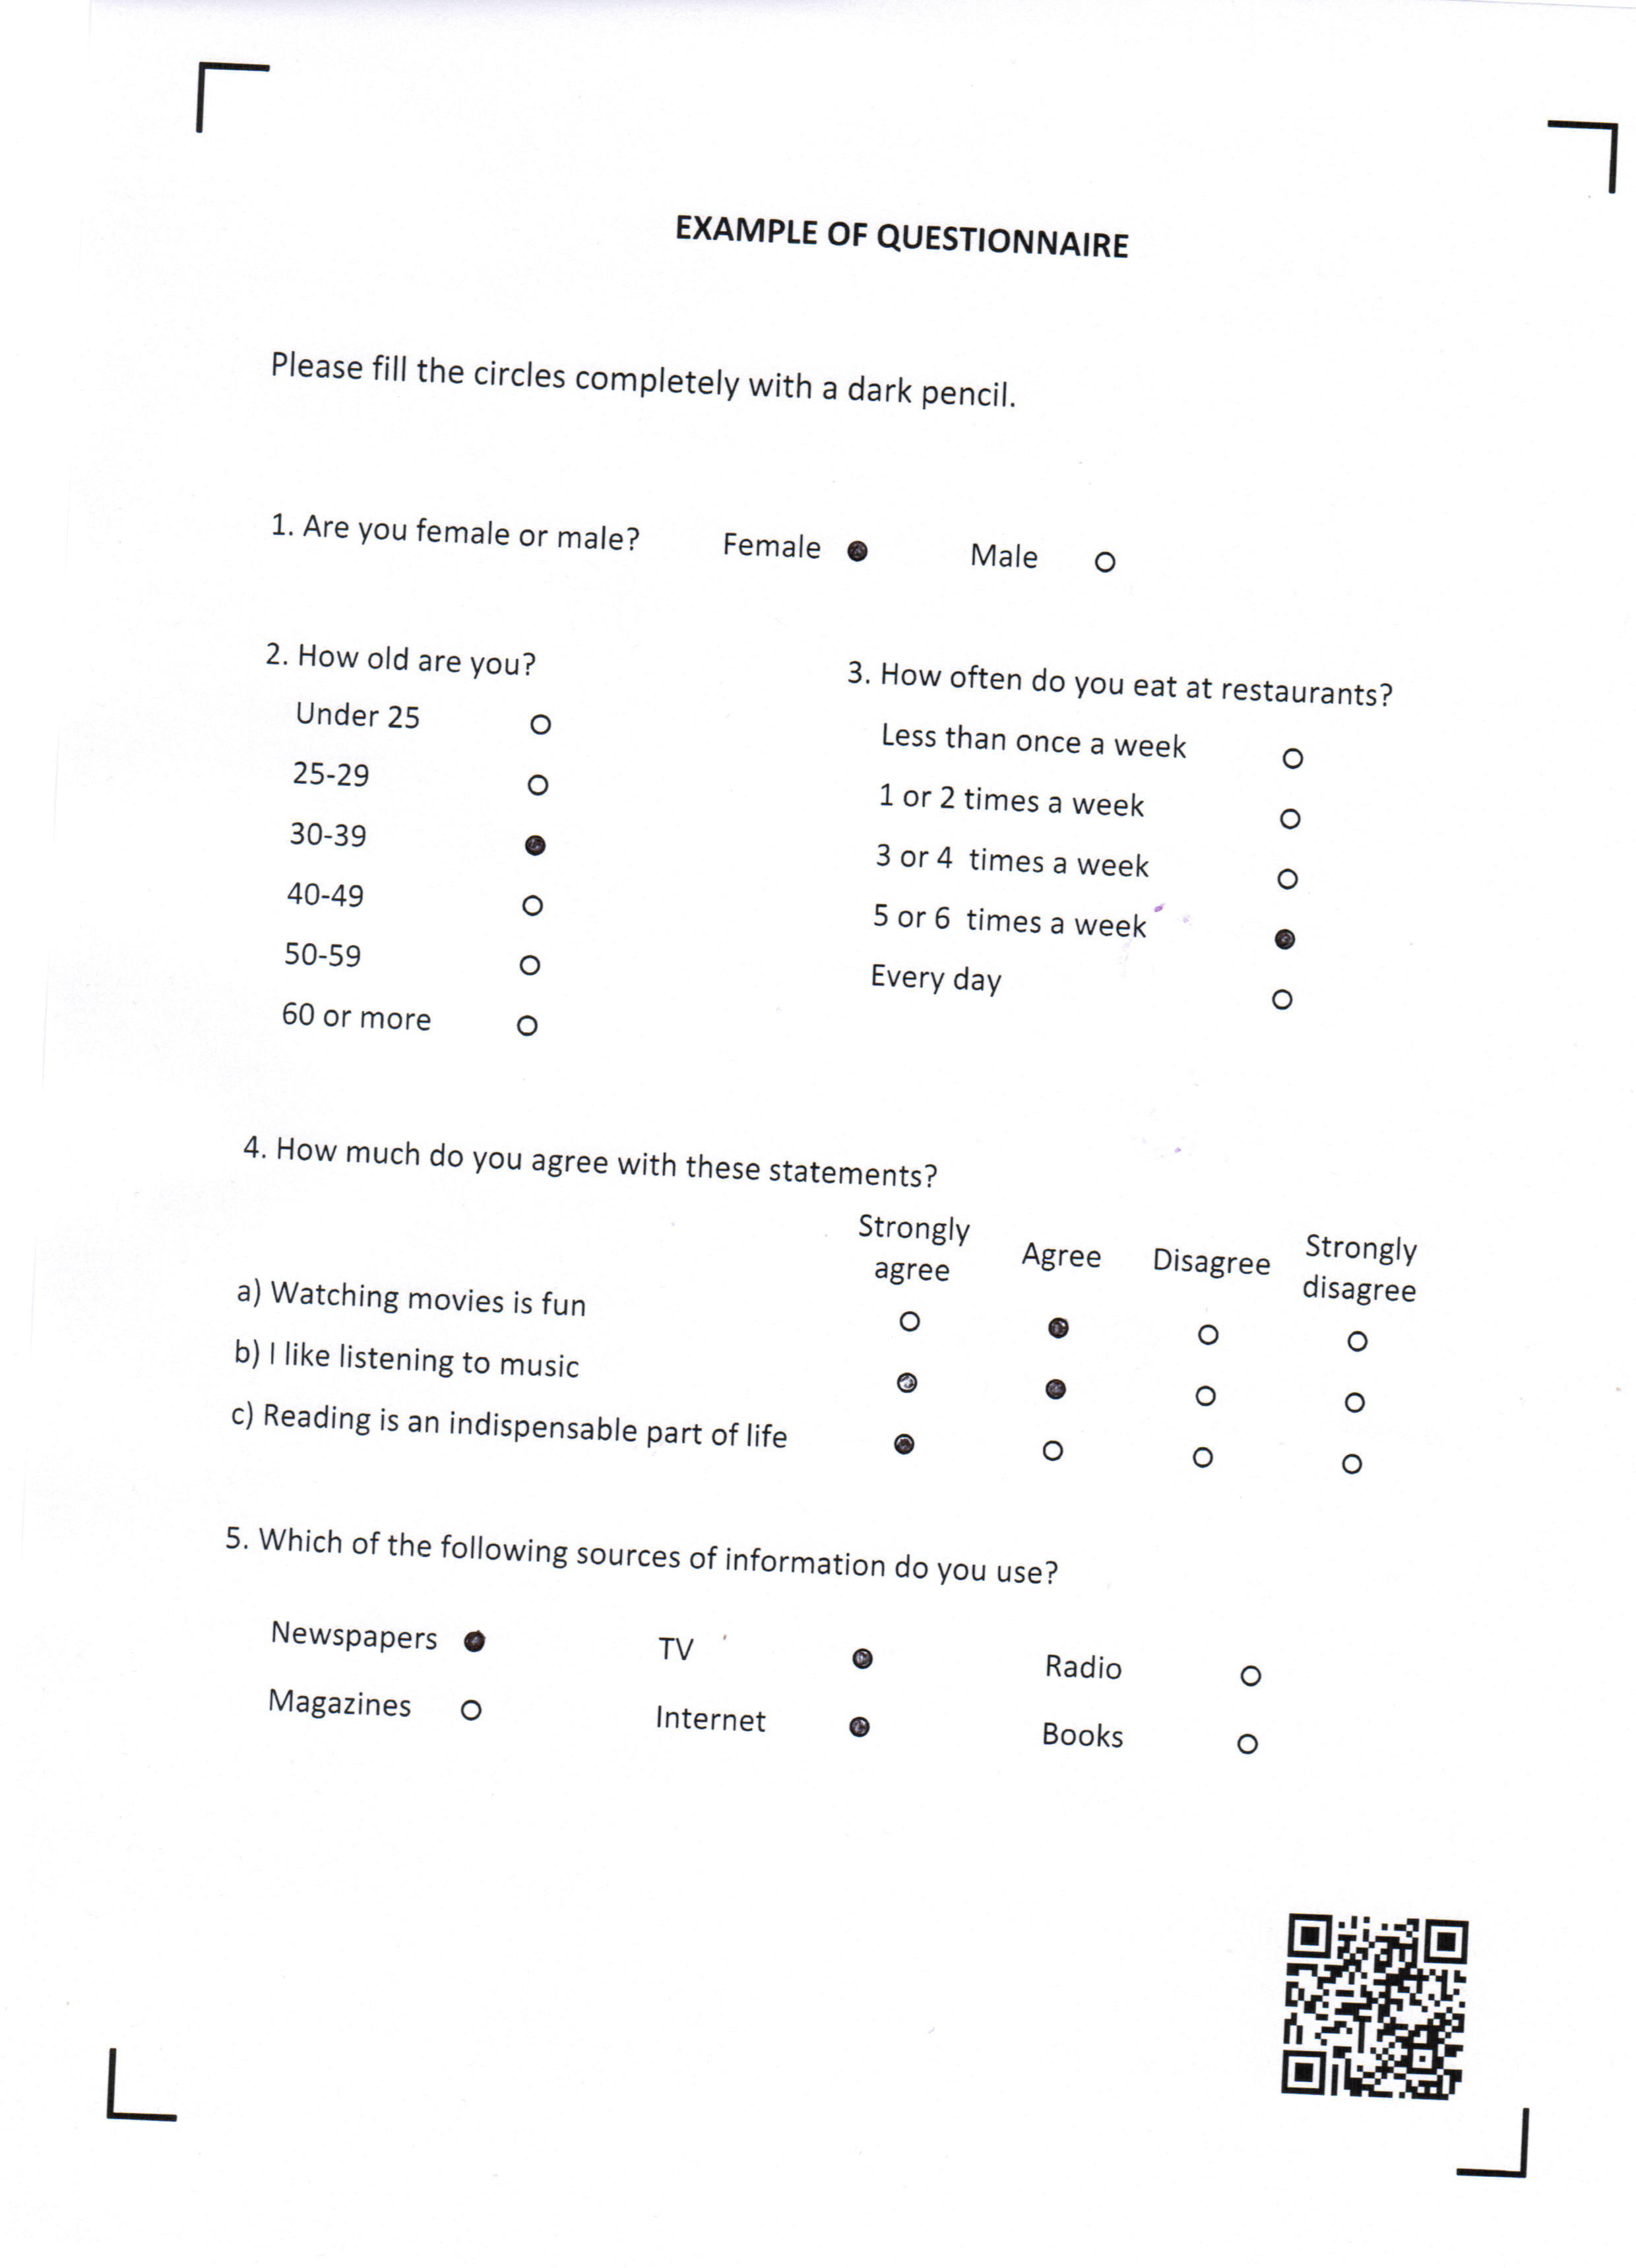 EXAMPLE OF QUESTIONNAIRE
Please fill the circles completely with a dark pencil.
1. Are you female or male? Female Male
2. How old are you?
Under 25
25-29
30-39
40-49
50-59
60 or more
3. How often do you eat at restaurants?
Less than once a week
1 or 2 times a week
3 or 4 times a week
5 or 6 times a week
Every day
4. How much do you agree with these statements?
Strongly agree Agree Disagree Strongly disagree
a) Watching movies is fun
b) I like listening to music
c) Reading is an indispensable part of life
5. Which of the following sources of information do you use?
Newspapers TV Radio
Magazines Internet Books